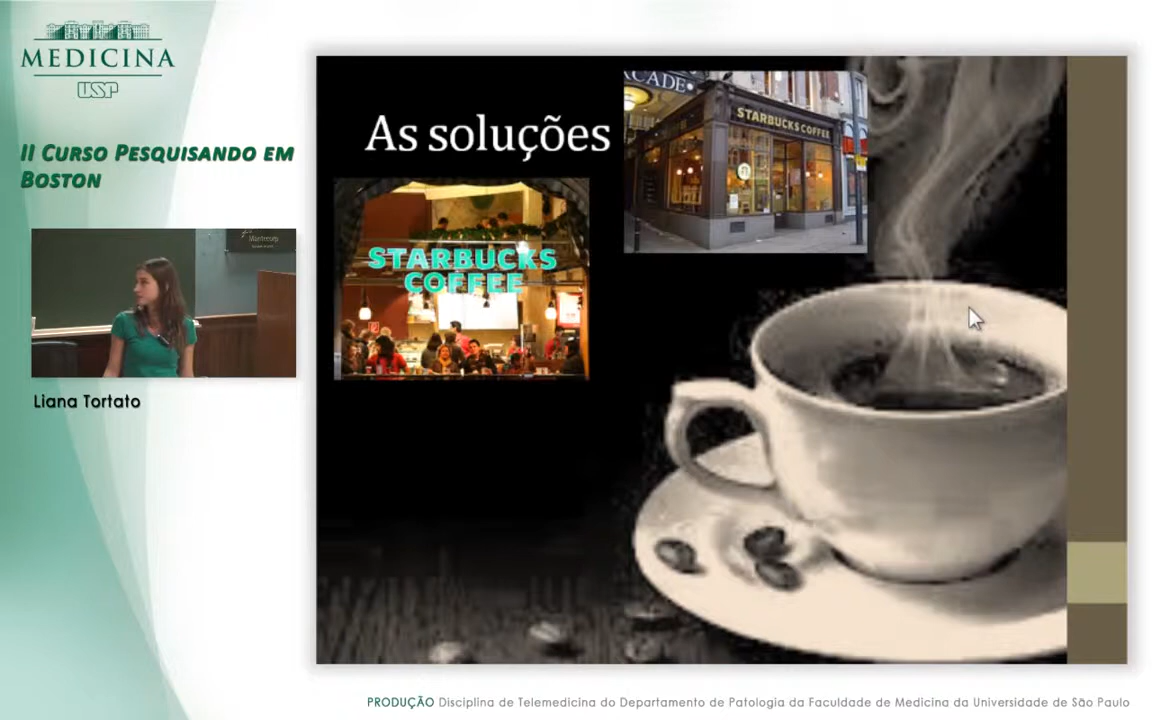 MEDICINA
USP
II CURSO PESQUISANDO EM
BOSTON
Liana Tortato
As soluções
STARBUCKS
COFFEE
STARBUCKS COFFEE
PRODUÇÃO Disciplina de Telemedicina do Departamento de Patologia da Faculdade de Medicina da Universidade de São Paulo